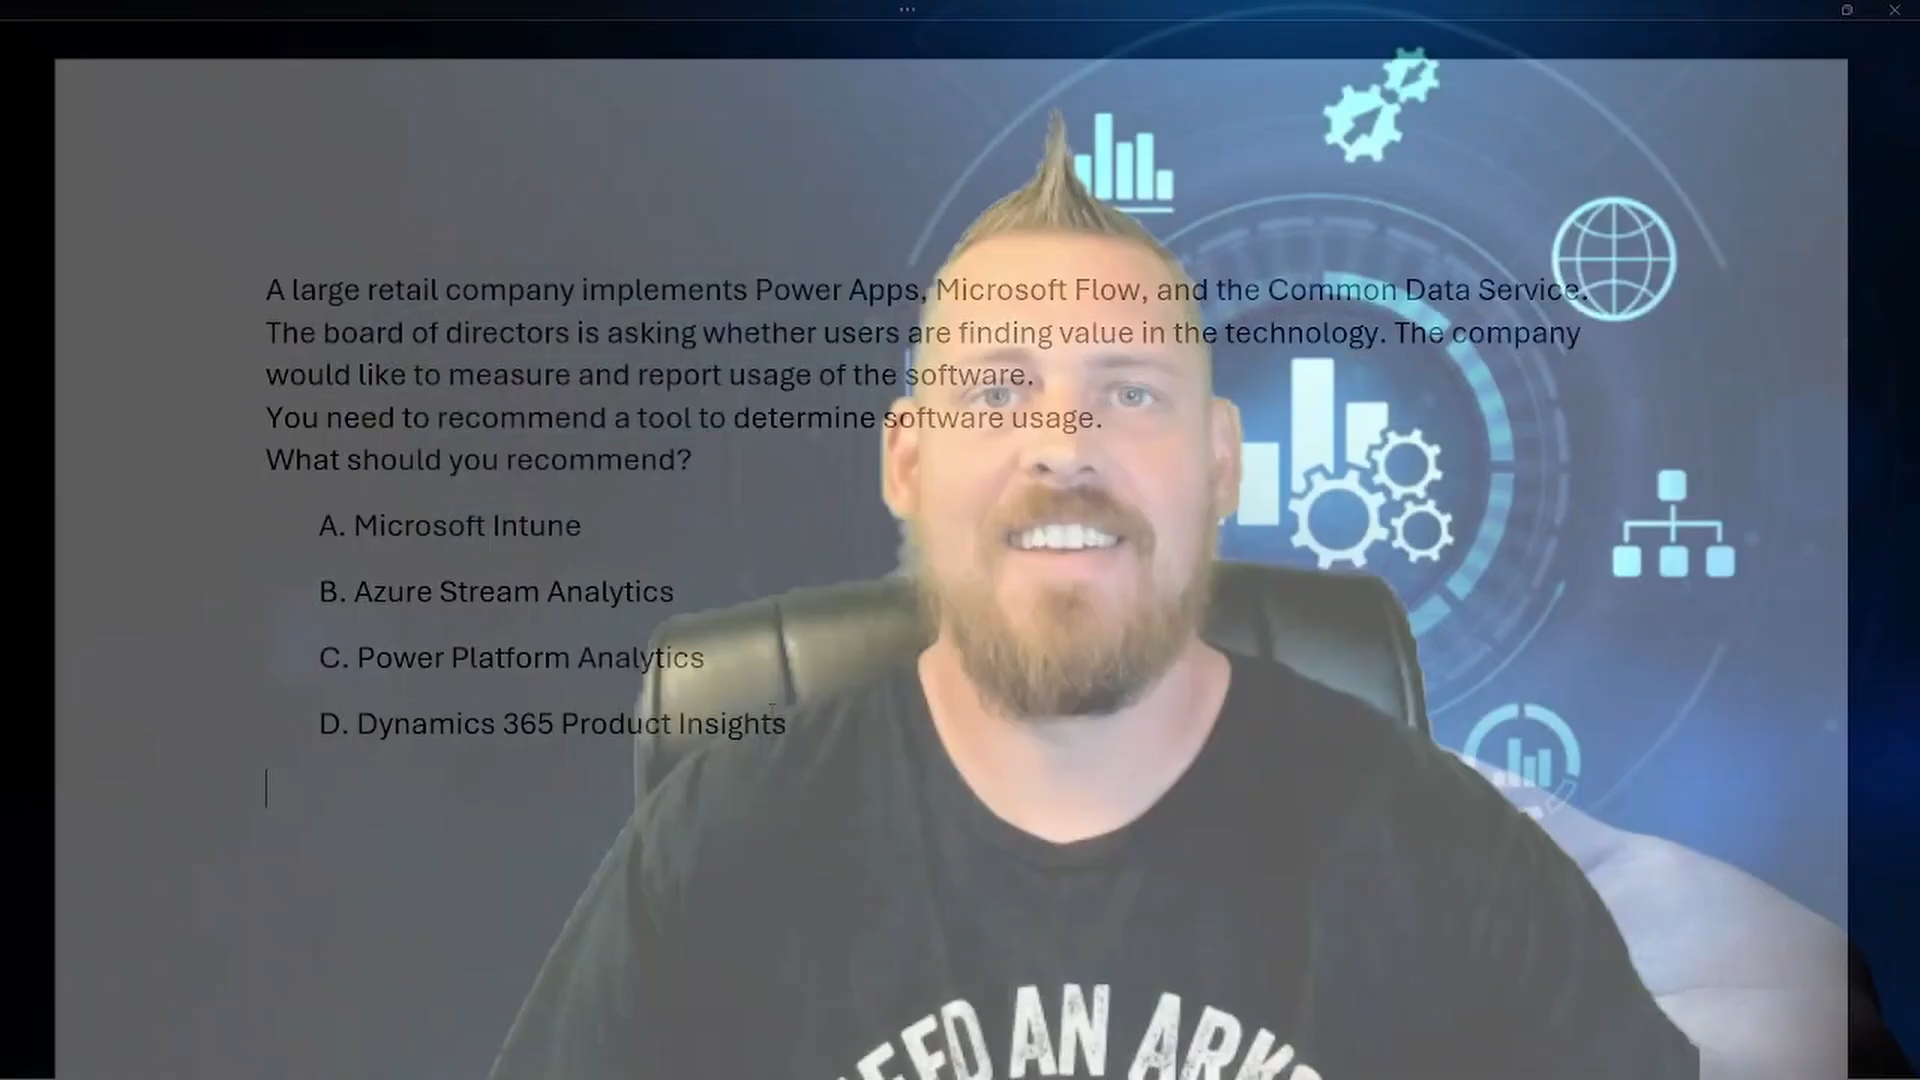 A large retail company implements Power Apps, Microsoft Flow, and the Common Data Service.
The board of directors is asking whether users are finding value in the technology. The company
would like to measure and report usage of the software.
You need to recommend a tool to determine software usage.
What should you recommend?
A. Microsoft Intune
B. Azure Stream Analytics
C. Power Platform Analytics
D. Dynamics 365 Product Insights
AN